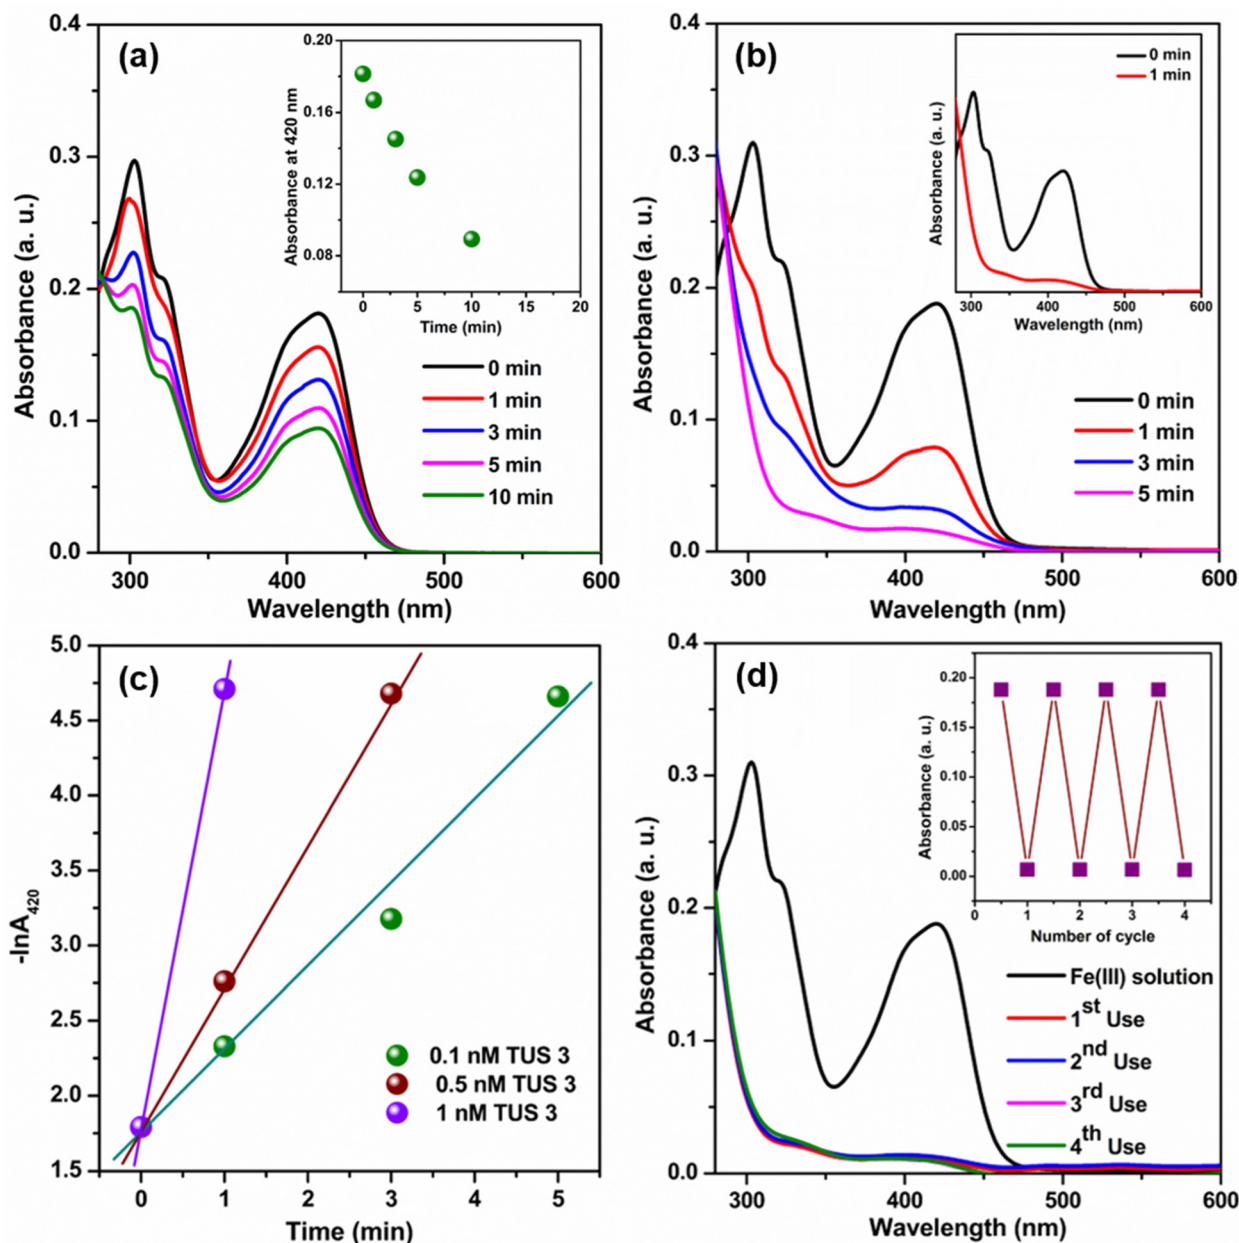 (a)
0.4
0.3
0.2
0.1
0.0
Absorbance (a. u.)
300
400
500
600
Wavelength (nm)
0.20
0.16
0.12
0.08
Absorbance at 420 nm
0
5
10
15
20
Time (min)
0 min
1 min
3 min
5 min
10 min
(b)
0.4
0.3
0.2
0.1
0.0
Absorbance (a. u.)
300
400
500
600
Wavelength (nm)
0 min
1 min
Absorbance (a. u.)
300
400
500
600
Wavelength (nm)
0 min
1 min
3 min
5 min
(c)
5.0
4.5
4.0
3.5
3.0
2.5
2.0
1.5
-lnA420
0
1
2
3
4
5
Time (min)
0.1 nM TUS 3
0.5 nM TUS 3
1 nM TUS 3
(d)
0.4
0.3
0.2
0.1
0.0
Absorbance (a. u.)
300
400
500
600
Wavelength (nm)
0.20
0.15
0.10
0.05
0.00
Absorbance (a. u.)
0
1
2
3
4
Number of cycle
Fe(III) solution
1st Use
2nd Use
3rd Use
4th Use